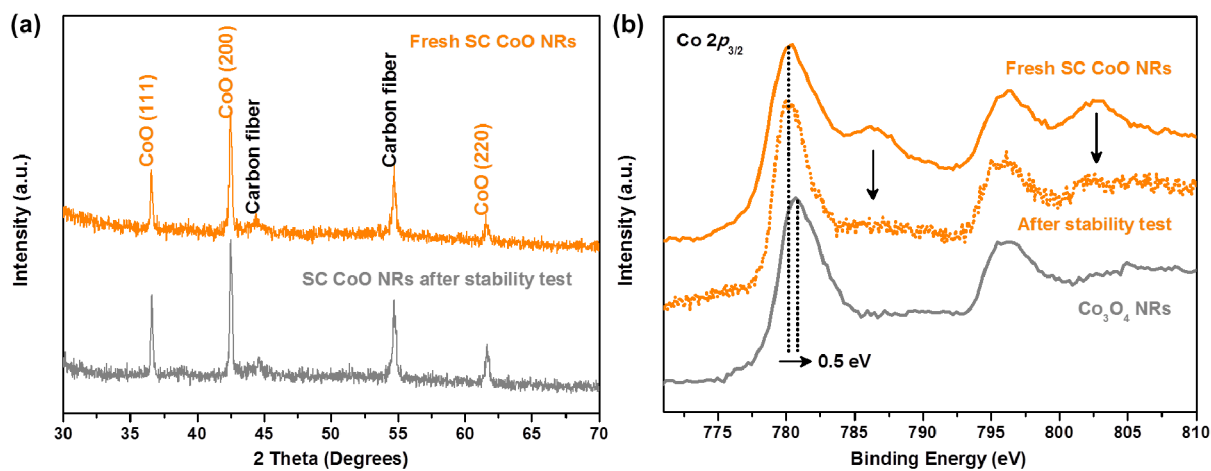 (a)
Fresh SC CoO NRs
CoO (111)
CoO (200)
Carbon fiber
Carbon fiber
CoO (220)
SC CoO NRs after stability test
Intensity (a.u.)
30 35 40 45 50 55 60 65 70
2 Theta (Degrees)
(b)
Co 2p3/2
Fresh SC CoO NRs
After stability test
Co3O4 NRs
0.5 eV
Intensity (a.u.)
775 780 785 790 795 800 805 810
Binding Energy (eV)